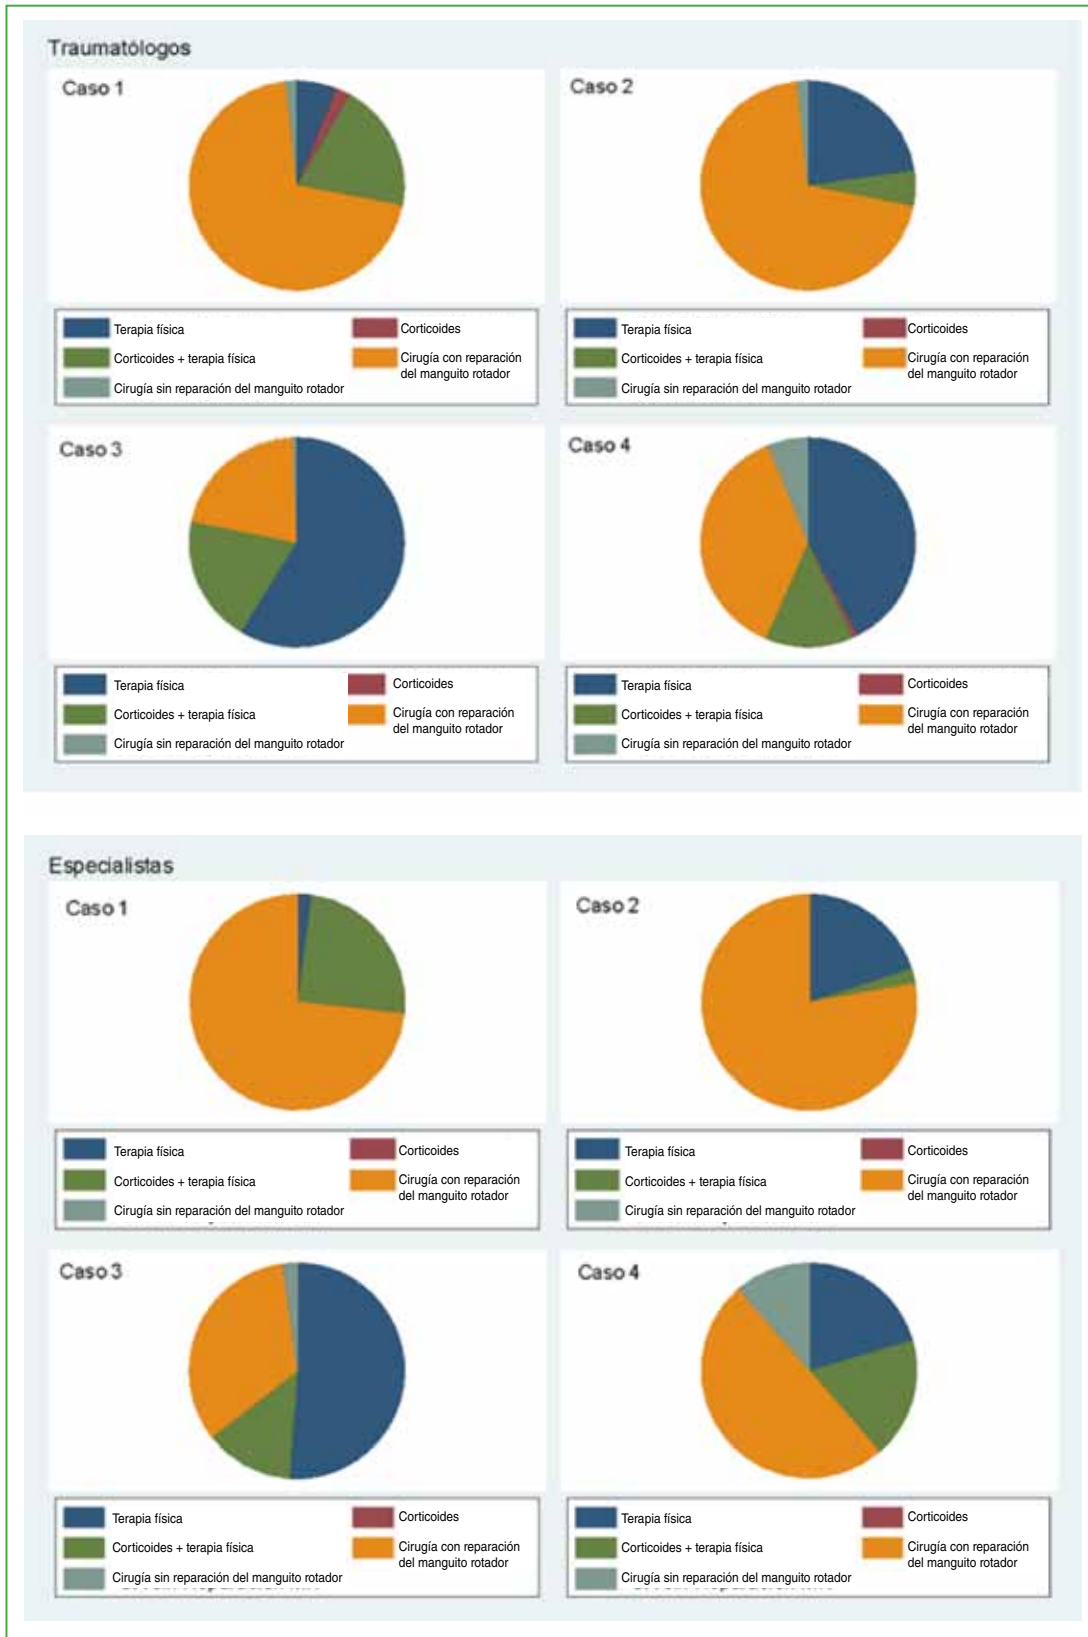 Traumatólogos
Caso 1
Terapia física
Corticoides
Corticoides + terapia física
Cirugía con reparación
del manguito rotador
Cirugía sin reparación del manguito rotador
Caso 2
Terapia física
Corticoides
Corticoides + terapia física
Cirugía con reparación
del manguito rotador
Cirugía sin reparación del manguito rotador
Caso 3
Terapia física
Corticoides
Corticoides + terapia física
Cirugía con reparación
del manguito rotador
Cirugía sin reparación del manguito rotador
Caso 4
Terapia física
Corticoides
Corticoides + terapia física
Cirugía con reparación
del manguito rotador
Cirugía sin reparación del manguito rotador
Especialistas
Caso 1
Terapia física
Corticoides
Corticoides + terapia física
Cirugía con reparación
del manguito rotador
Cirugía sin reparación del manguito rotador
Caso 2
Terapia física
Corticoides
Corticoides + terapia física
Cirugía con reparación
del manguito rotador
Cirugía sin reparación del manguito rotador
Caso 3
Terapia física
Corticoides
Corticoides + terapia física
Cirugía con reparación
del manguito rotador
Cirugía sin reparación del manguito rotador
Caso 4
Terapia física
Corticoides
Corticoides + terapia física
Cirugía con reparación
del manguito rotador
Cirugía sin reparación del manguito rotador